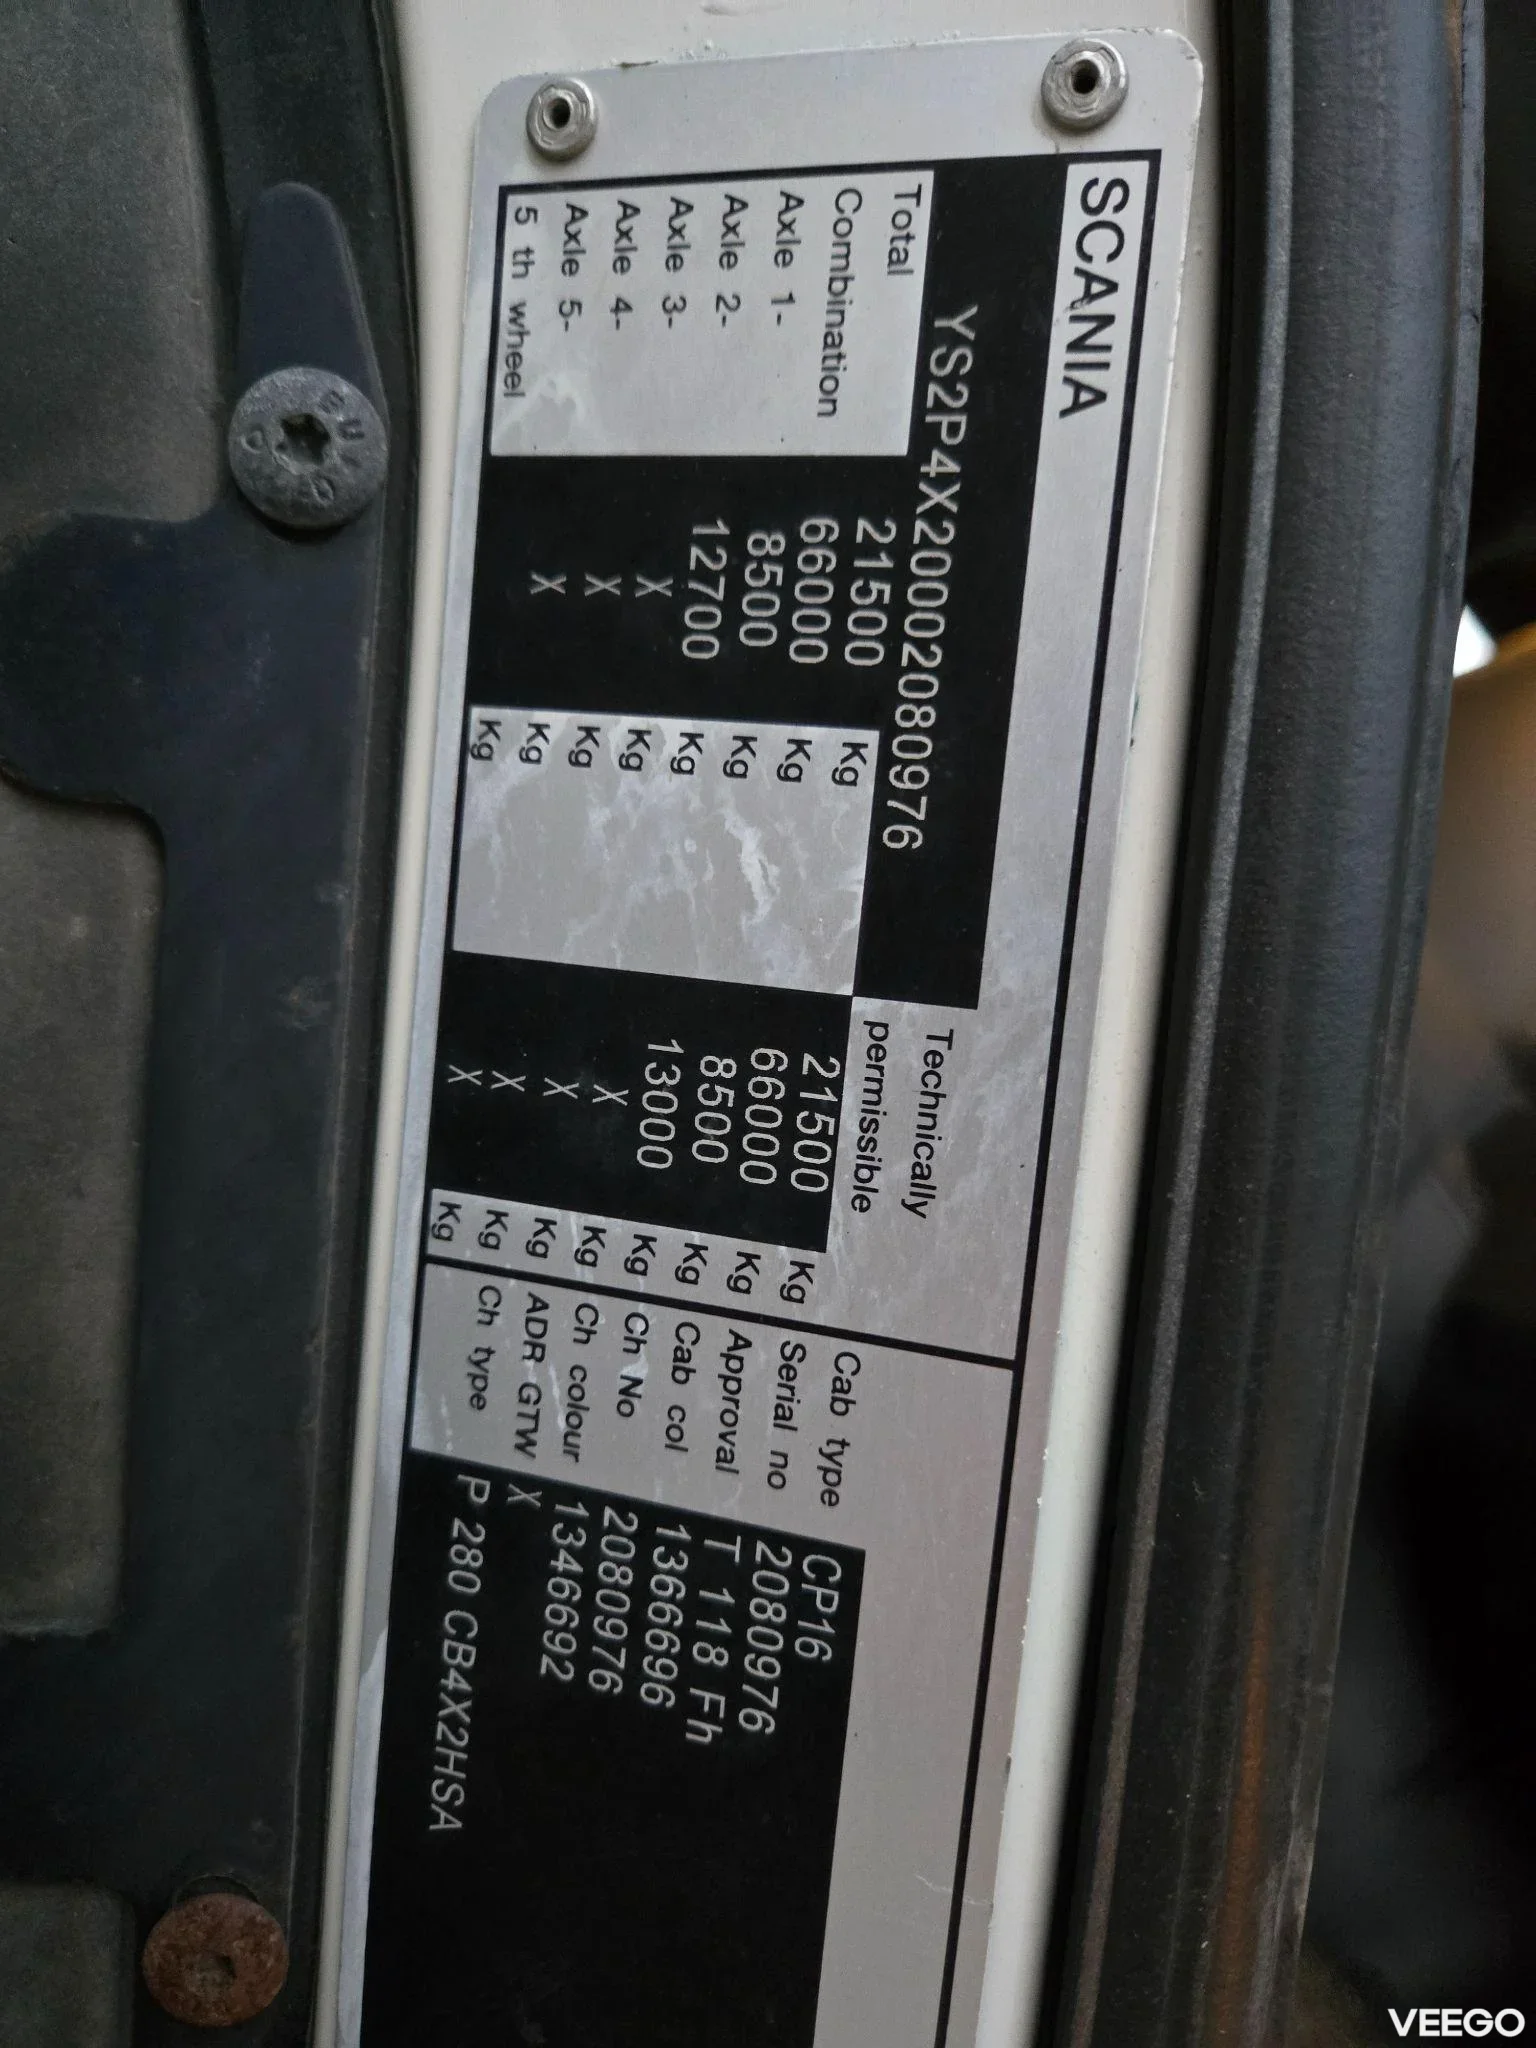 SCANIA
YS2P4X20002080976
Technically
permissible
Total 21500 Kg 21500 Kg Cab type CP16
Combination 66000 Kg 66000 Kg Serial no 2080976
Axle 1- 8500 Kg 8500 Kg Approval T 118 Fh
Axle 2- 12700 Kg 13000 Kg Cab col 1366696
Axle 3- X Kg X Kg Ch No 2080976
Axle 4- X Kg X Kg Ch colour 1346692
Axle 5- X Kg X Kg ADR GTW X
5 th wheel Kg X Kg Ch type P 280 CB4X2HSA
VEEGO